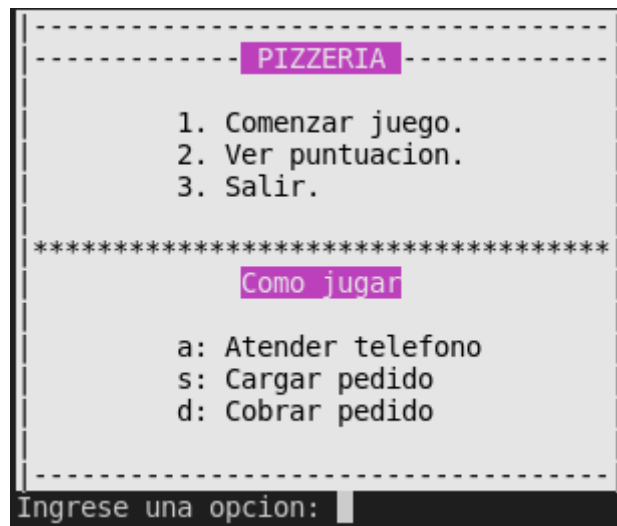 |------------------------------------|
|------------- PIZZERIA -------------|
1. Comenzar juego.
2. Ver puntuacion.
3. Salir.
|************************************|
Como jugar
a: Atender telefono
s: Cargar pedido
d: Cobrar pedido
|------------------------------------|
Ingrese una opcion: